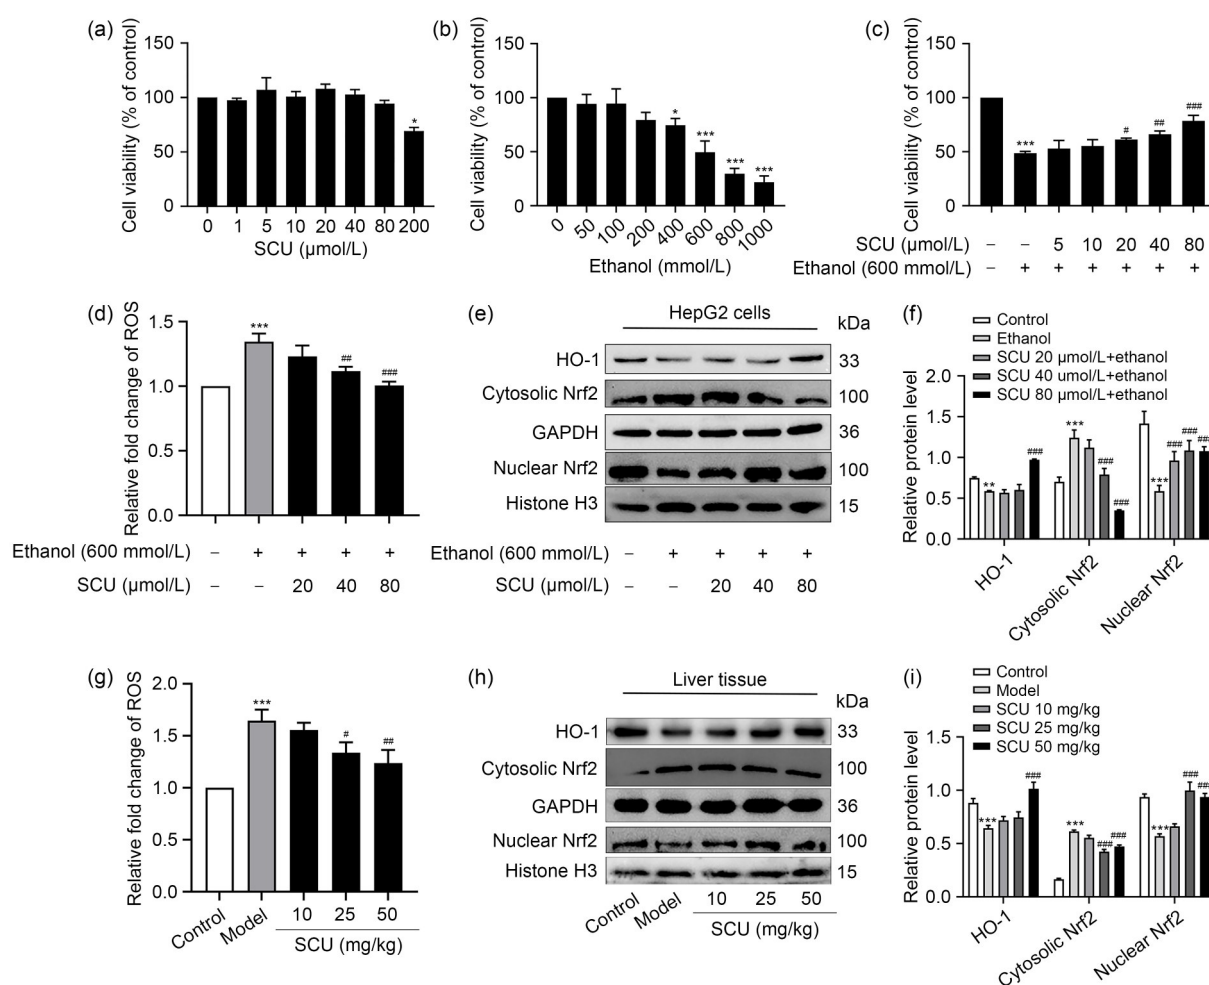 (a)
Cell viability (% of control)
150
100
50
0
*
0 1 5 10 20 40 80 200
SCU (µmol/L)
(b)
Cell viability (% of control)
150
100
50
0
* *** *** ***
0 50 100 200 400 600 800 1000
Ethanol (mmol/L)
(c)
Cell viability (% of control)
150
100
50
0
*** # ## ###
SCU (µmol/L) – – 5 10 20 40 80
Ethanol (600 mmol/L) – + + + + + +
(d)
Relative fold change of ROS
1.5
1.0
0.5
0.0
*** ## ###
Ethanol (600 mmol/L) – + + + +
SCU (µmol/L) – – 20 40 80
(e)
HepG2 cells
kDa
HO-1 33
Cytosolic Nrf2 100
GAPDH 36
Nuclear Nrf2 100
Histone H3 15
Ethanol (600 mmol/L) – + + + +
SCU (µmol/L) – – 20 40 80
(f)
Control
Ethanol
SCU 20 µmol/L+ethanol
SCU 40 umol/L+ethanol
SCU 80 µmol/L+ethanol
Relative protein level
2.0
1.5
1.0
0.5
0.0
** ### *** ### ### *** ### ### ##
HO-1
Cytosolic Nrf2
Nuclear Nrf2
(g)
Relative fold change of ROS
2.0
1.5
1.0
0.5
0.0
*** # ##
Control Model 10 25 50
SCU (mg/kg)
(h)
Liver tissue
kDa
HO-1 33
Cytosolic Nrf2 100
GAPDH 36
Nuclear Nrf2 100
Histone H3 15
Control Model 10 25 50
SCU (mg/kg)
(i)
Control
Model
SCU 10 mg/kg
SCU 25 mg/kg
SCU 50 mg/kg
Relative protein level
1.5
1.0
0.5
0.0
*** ### *** ### ### *** ### ##
HO-1
Cytosolic Nrf2
Nuclear Nrf2